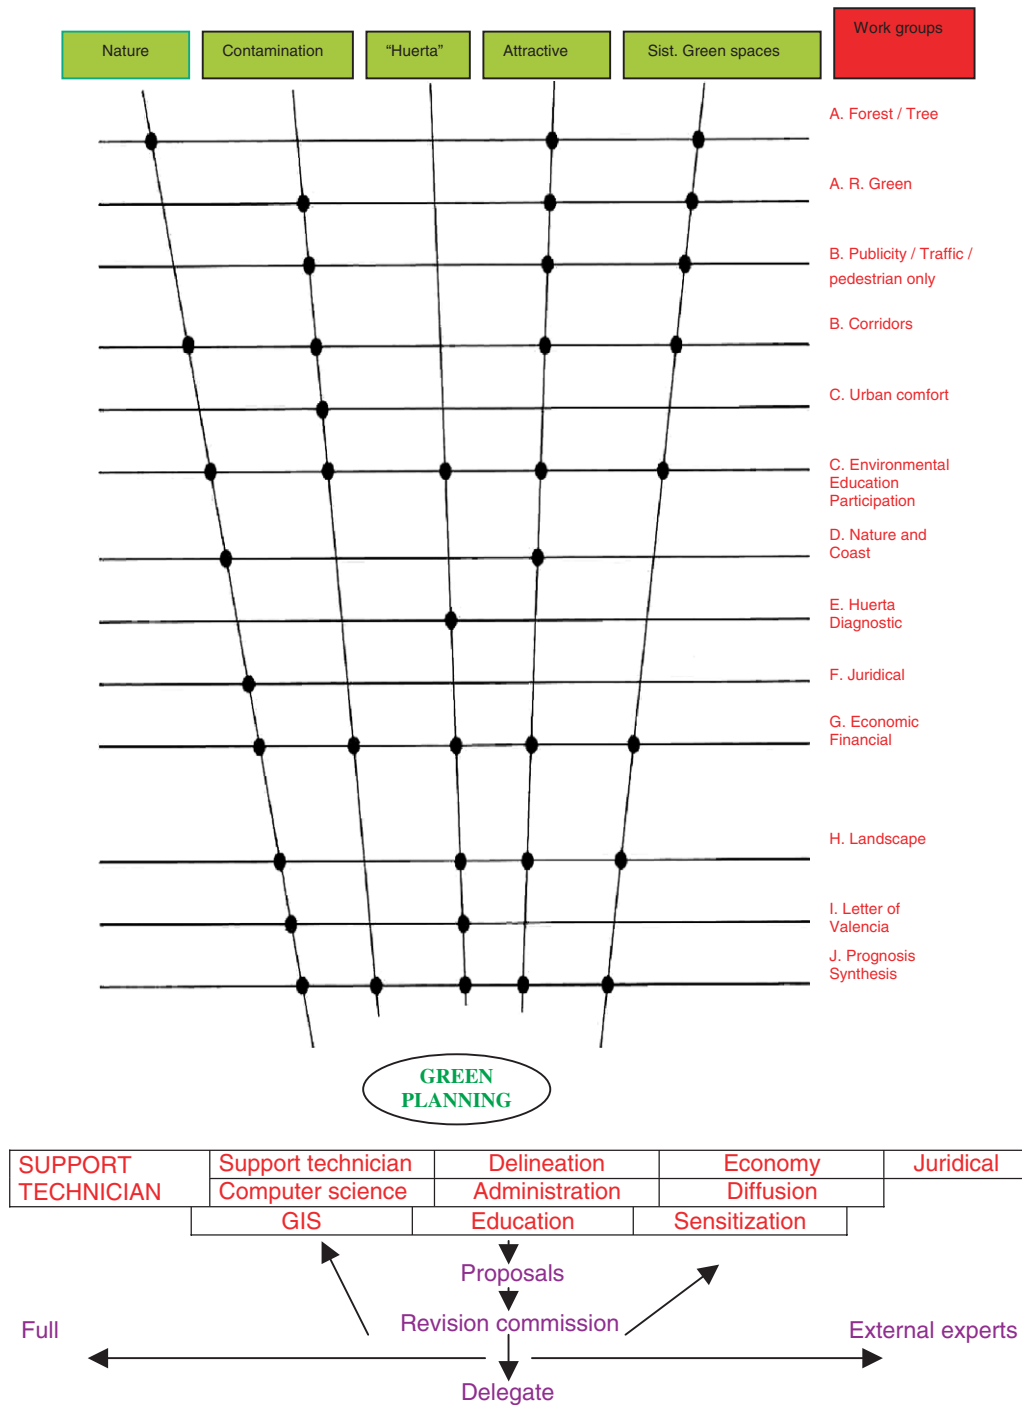 Nature
Contamination
“Huerta”
Attractive
Sist. Green spaces
Work groups
A. Forest / Tree
A. R. Green
B. Publicity / Traffic /
pedestrian only
B. Corridors
C. Urban comfort
C. Environmental
Education
Participation
D. Nature and
Coast
E. Huerta
Diagnostic
F. Juridical
G. Economic
Financial
H. Landscape
I. Letter of
Valencia
J. Prognosis
Synthesis
GREEN
PLANNING
SUPPORT
TECHNICIAN
Support technician
Delineation
Economy
Juridical
Computer science
Administration
Diffusion
GIS
Education
Sensitization
Proposals
Revision commission
Full
External experts
Delegate